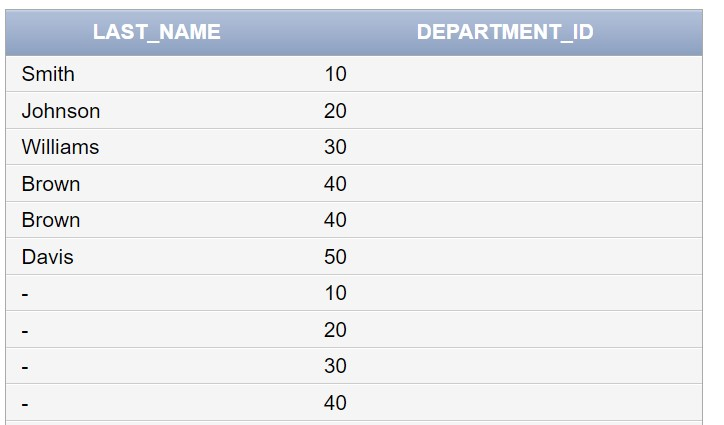 LAST_NAME DEPARTMENT_ID
Smith 10
Johnson 20
Williams 30
Brown 40
Brown 40
Davis 50
- 10
- 20
- 30
- 40